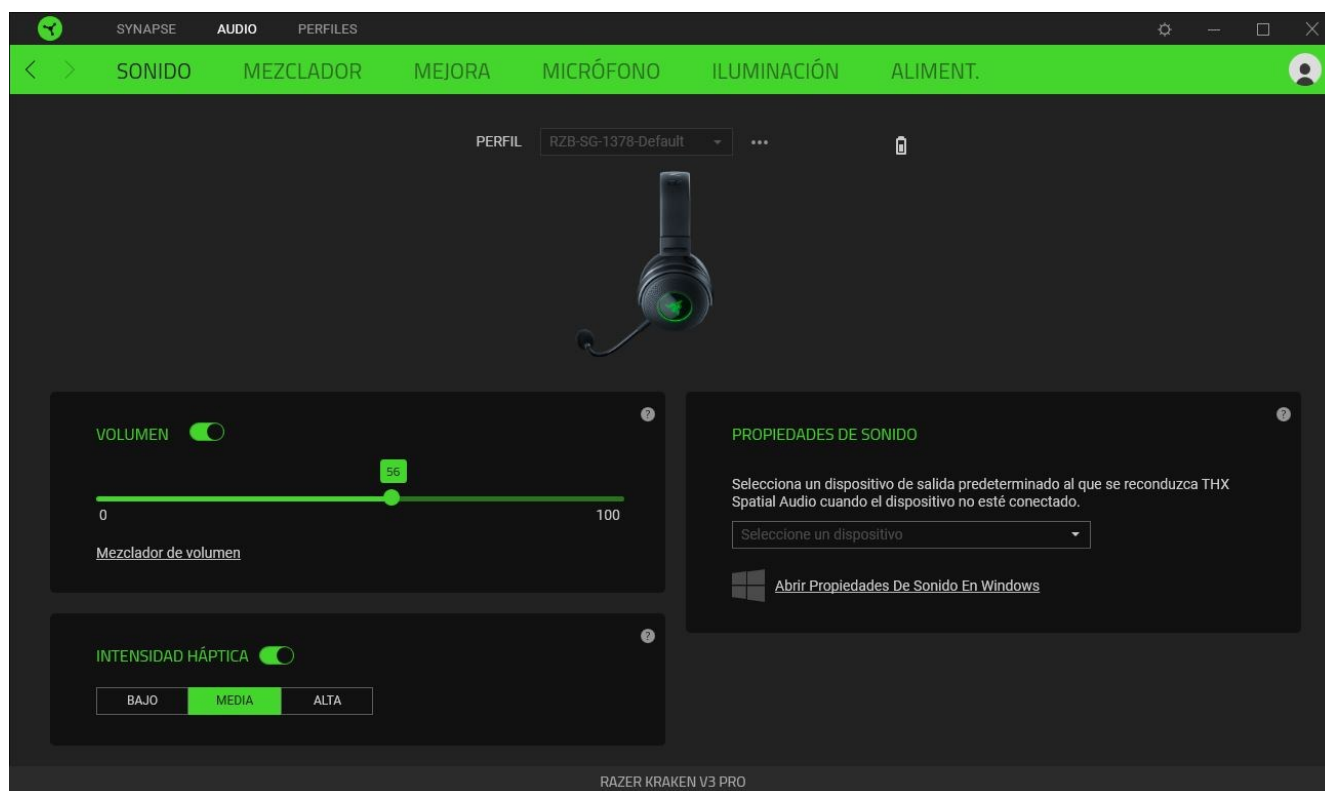 SYNAPSE AUDIO PERFILES
SONIDO MEZCLADOR MEJORA MICRÓFONO ILUMINACIÓN ALIMENT.
PERFIL RZB-SG-1378-Default
VOLUMEN
56
0 100
Mezclador de volumen
INTENSIDAD HÁPTICA
BAJO MEDIA ALTA
PROPIEDADES DE SONIDO
Selecciona un dispositivo de salida predeterminado al que se reconduzca THX
Spatial Audio cuando el dispositivo no esté conectado.
Seleccione un dispositivo
Abrir Propiedades De Sonido En Windows
RAZER KRAKEN V3 PRO